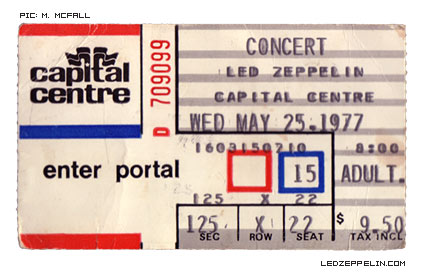 PIC: M. MCFALL
capital
centre
D 709099
CONCERT
LED ZEPPELIN
CAPITAL CENTRE
WED MAY 25.1977
1603150710 8:00
enter portal
15 ADULT.
125 X 22
125 X 22 $ 9.50
SEC ROW SEAT TAX INCL
LEDZEPPELIN.COM